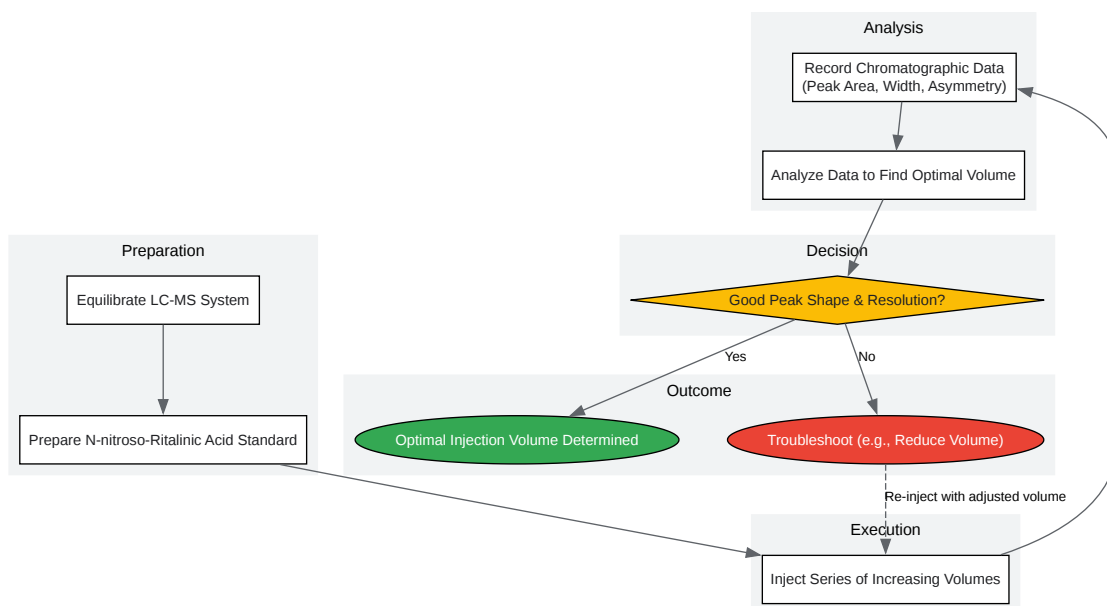 Analysis
Record Chromatographic Data
(Peak Area, Width, Asymmetry)
Analyze Data to Find Optimal Volume
Preparation
Equilibrate LC-MS System
Prepare N-nitroso-Ritalinic Acid Standard
Decision
Good Peak Shape & Resolution?
Yes
No
Outcome
Optimal Injection Volume Determined
Troubleshoot (e.g., Reduce Volume)
Re-inject with adjusted volume
Execution
Inject Series of Increasing Volumes